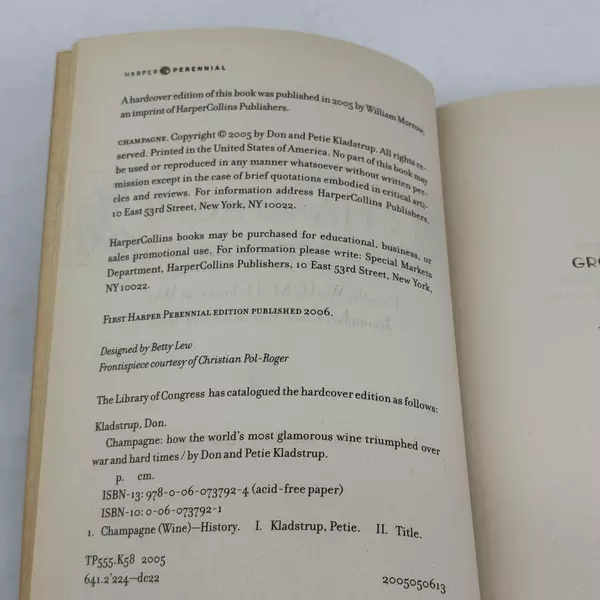 HARPER PERENNIAL
A hardcover edition of this book was published in 2005 by William Morrow,
an imprint of HarperCollins Publishers.
CHAMPAGNE. Copyright © 2005 by Don and Petie Kladstrup. All rights re-
served. Printed in the United States of America. No part of this book may
be used or reproduced in any manner whatsoever without written per-
mission except in the case of brief quotations embodied in critical arti-
cles and reviews. For information address HarperCollins Publishers,
10 East 53rd Street, New York, NY 10022.
HarperCollins books may be purchased for educational, business, or
sales promotional use. For information please write: Special Markets
Department, HarperCollins Publishers, 10 East 53rd Street, New York,
NY 10022.
FIRST HARPER PERENNIAL EDITION PUBLISHED 2006.
Designed by Betty Lew
Frontispiece courtesy of Christian Pol-Roger
The Library of Congress has catalogued the hardcover edition as follows:
Kladstrup, Don.
Champagne: how the world's most glamorous wine triumphed over
war and hard times / by Don and Petie Kladstrup.
p. cm.
ISBN-13: 978-0-06-073792-4 (acid-free paper)
ISBN-10: 0-06-073792-1
1. Champagne (Wine)—History. I. Kladstrup, Petie. II. Title.
TP555.K58 2005
641.2'224—dc22
2005050613
GRO